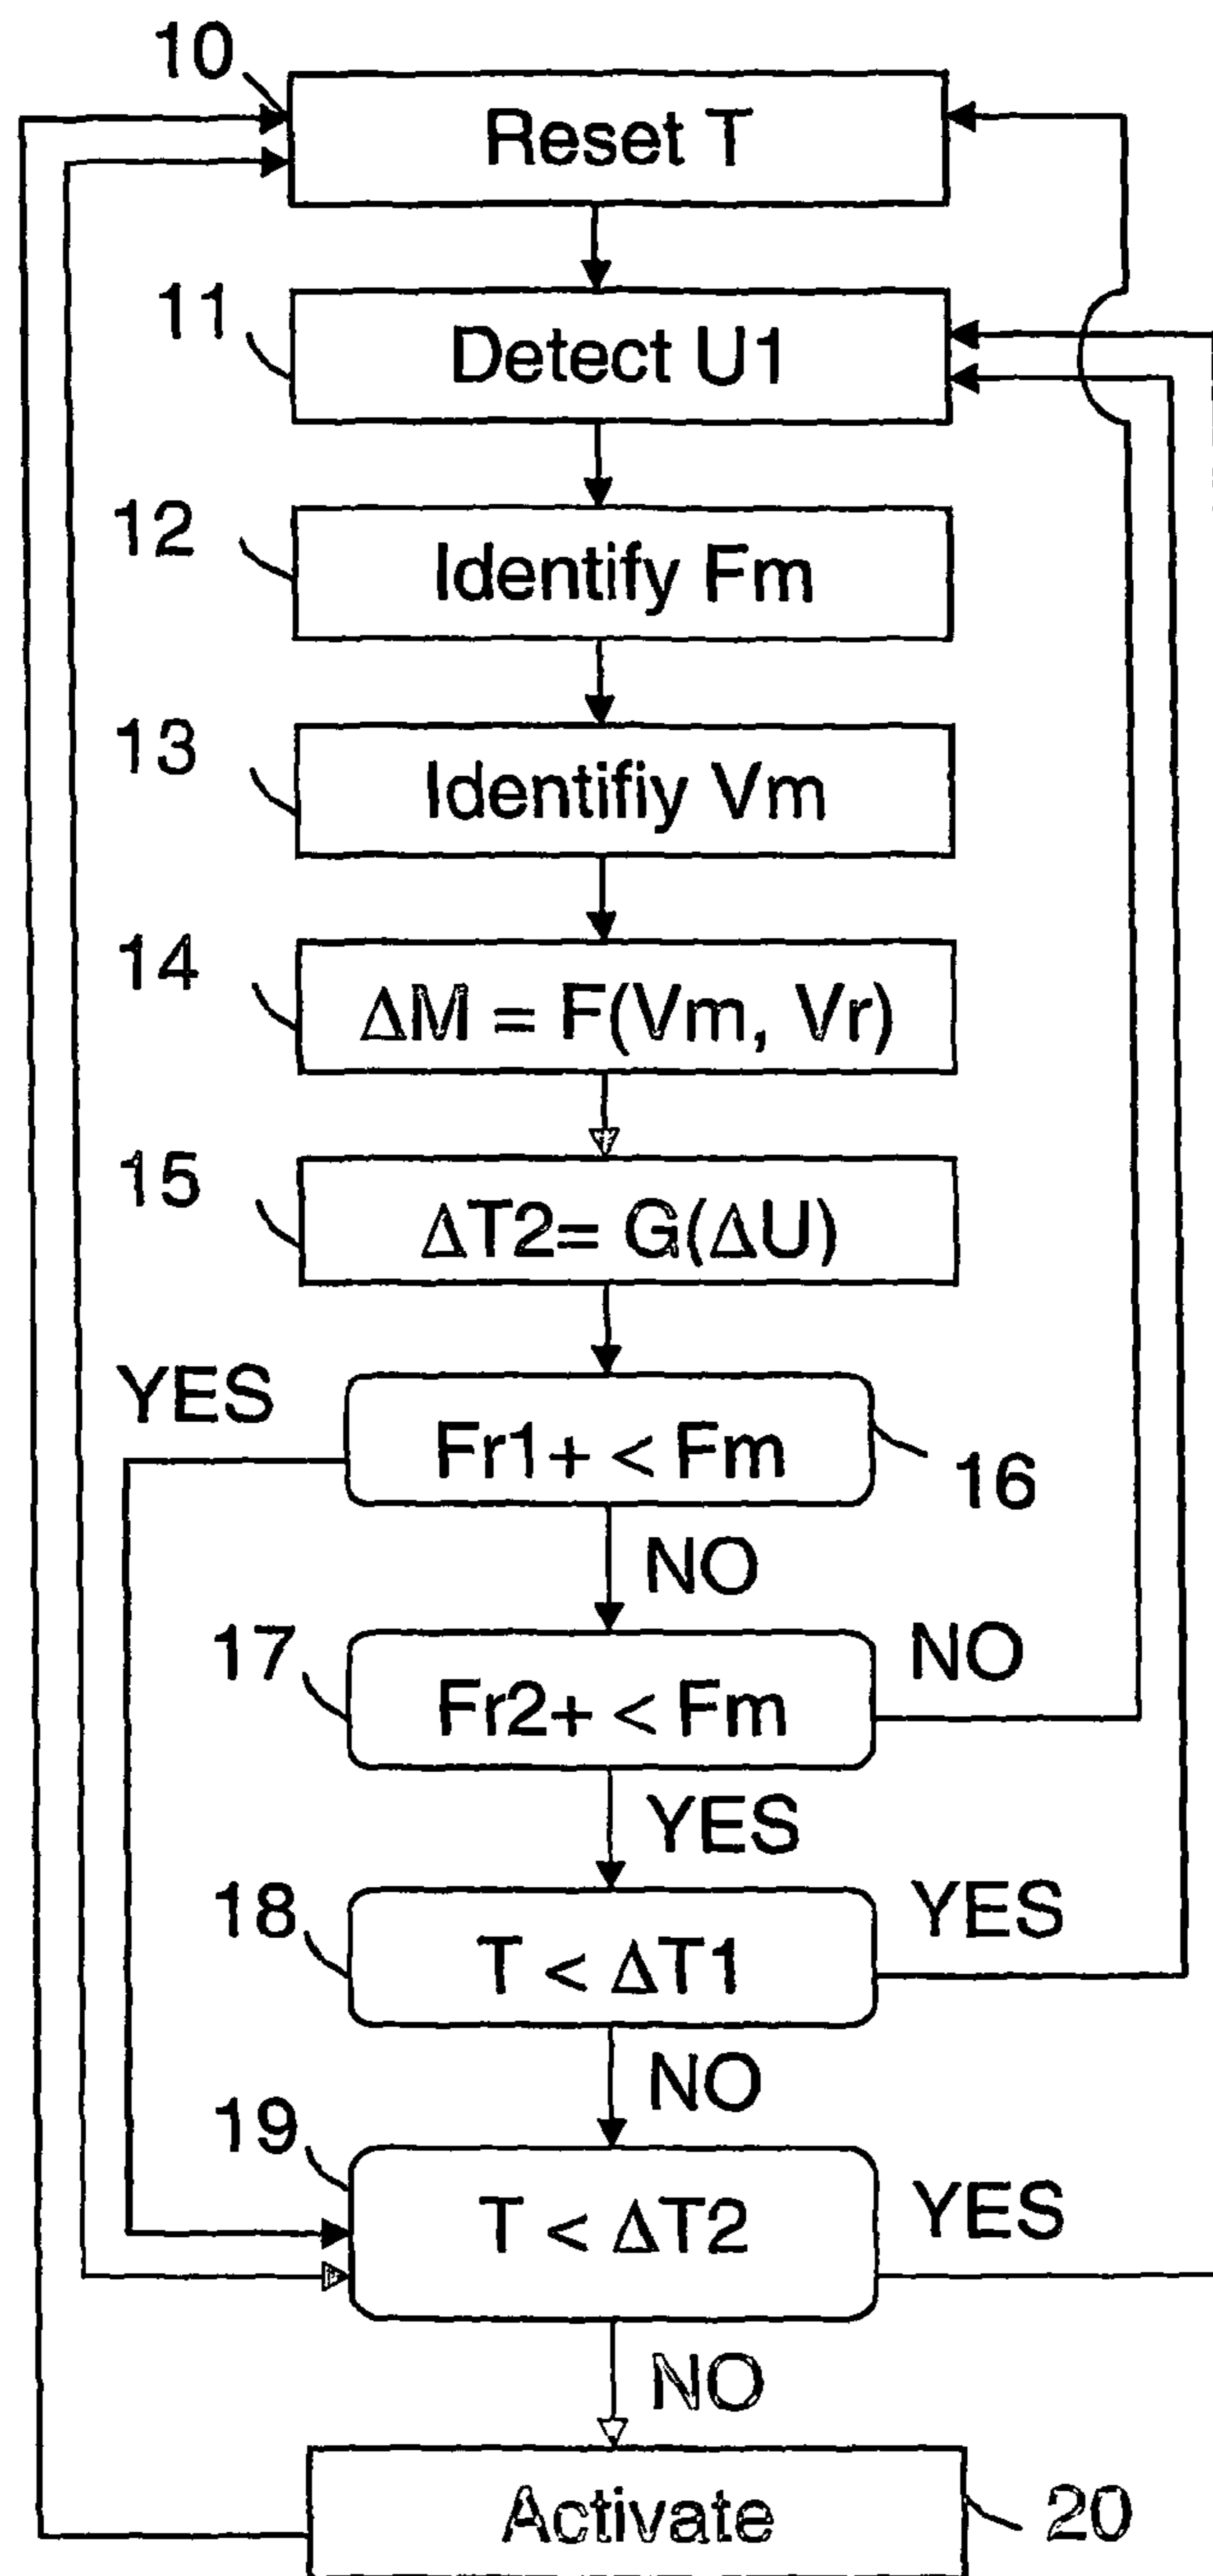 10
Reset T
11
Detect U1
12
Identify Fm
13
Identifiy Vm
14
ΔM = F(Vm, Vr)
15
ΔT2= G(ΔU)
YES
Fr1+ < Fm
16
NO
17
Fr2+ < Fm
NO
YES
18
T < ΔT1
YES
NO
19
T < ΔT2
YES
NO
Activate
20